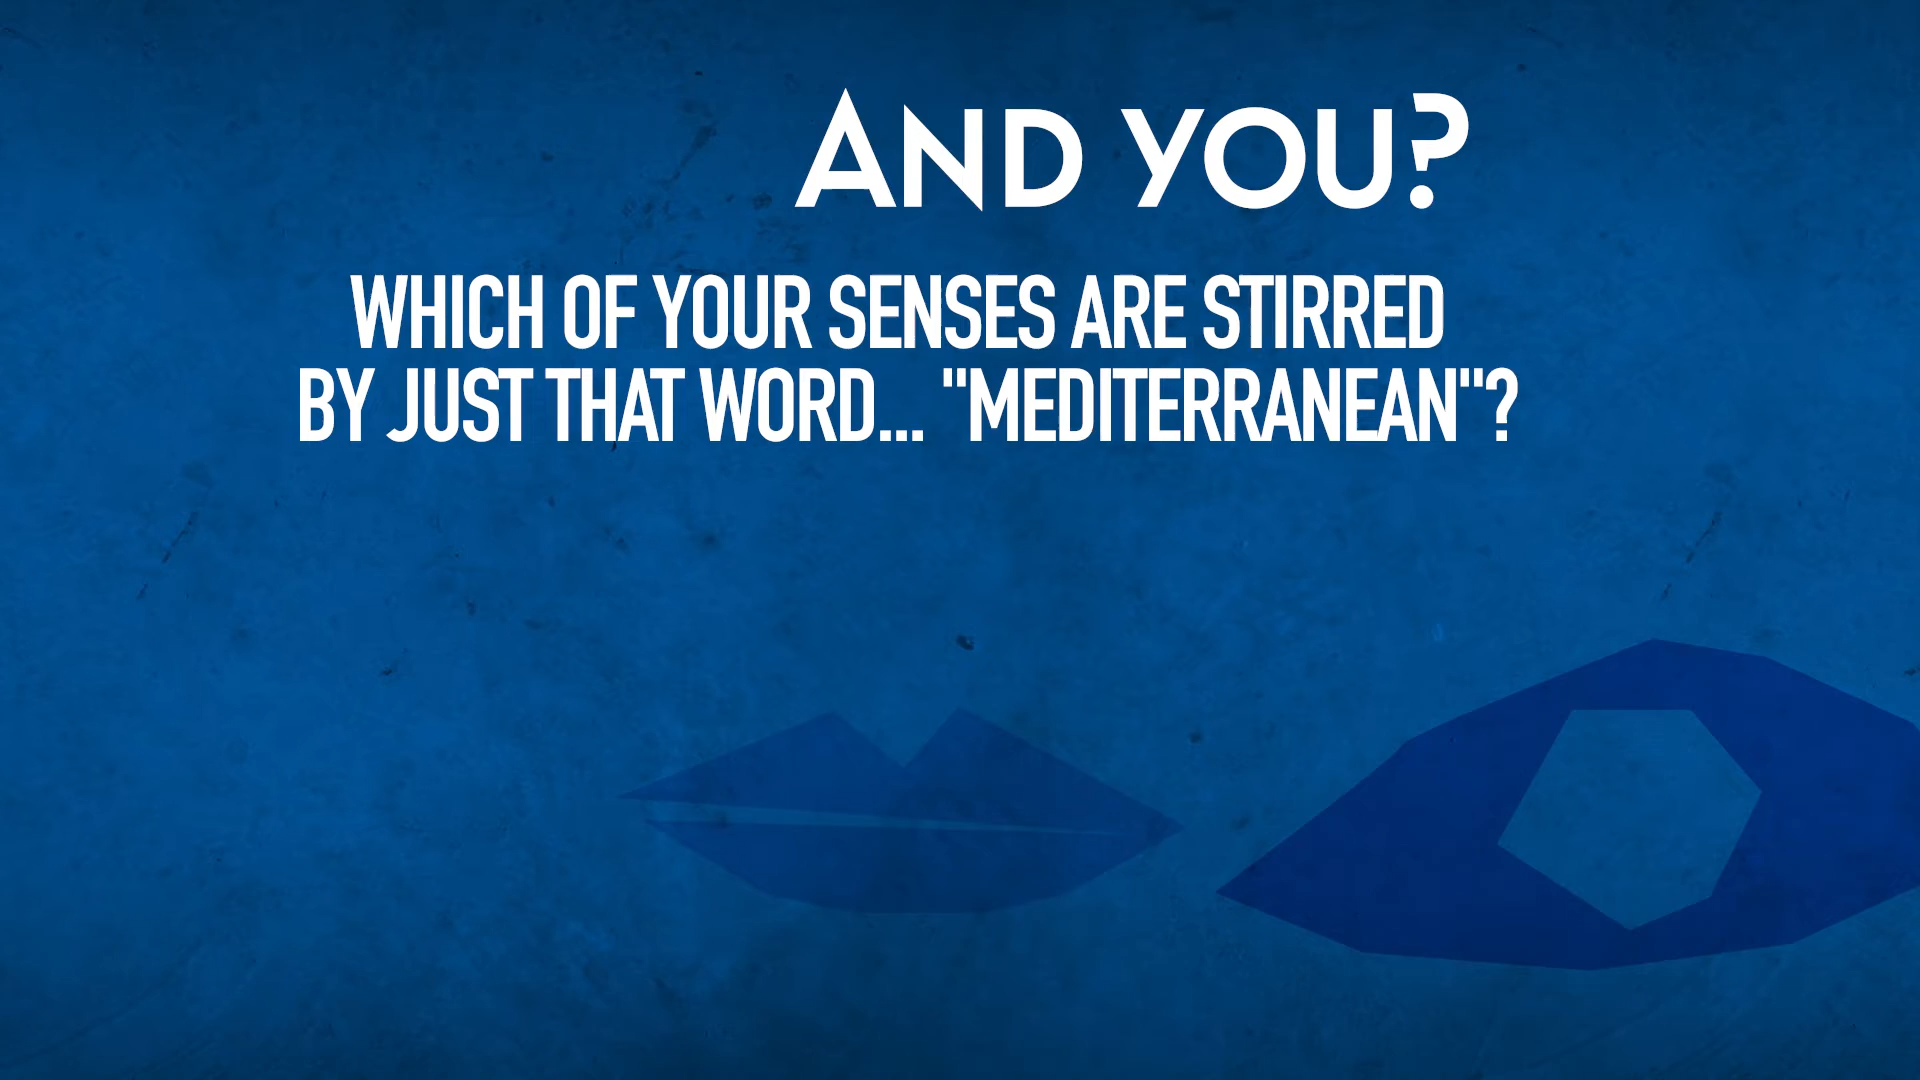 AND YOU?
WHICH OF YOUR SENSES ARE STIRRED
BY JUST THAT WORD... "MEDITERRANEAN"?